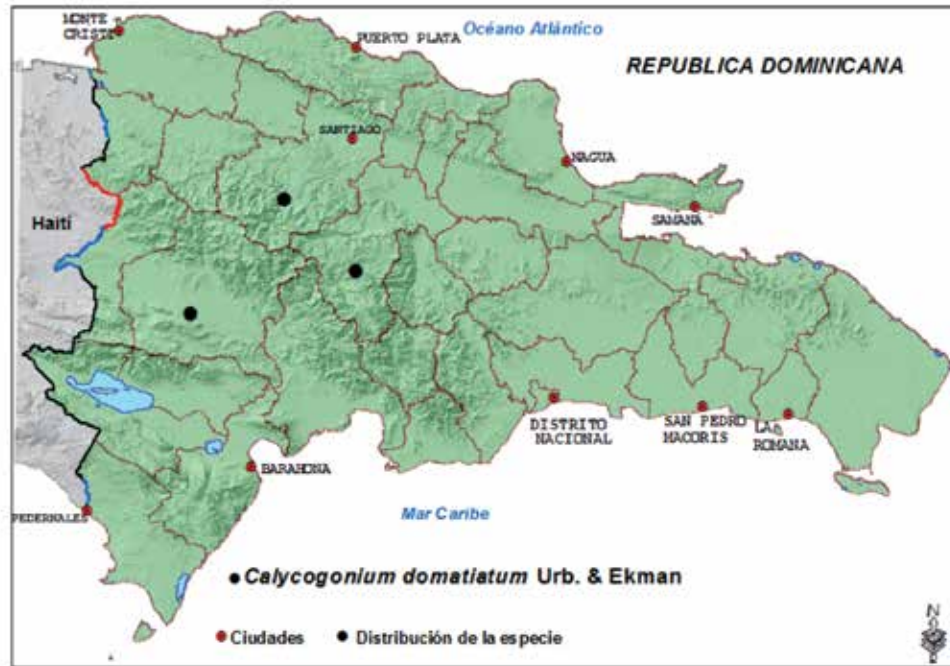 MONTE
CRISTI
PUERTO PLATA
Océano Atlántico
REPUBLICA DOMINICANA
SANTIAGO
NAGUA
SAMANA
Haití
DISTRITO
NACIONAL
SAN PEDRO
MACORIS
LA
ROMANA
BARAHONA
PEDERNALES
Mar Caribe
Calycogonium domatiatum Urb. & Ekman
Ciudades
Distribución de la especie
N